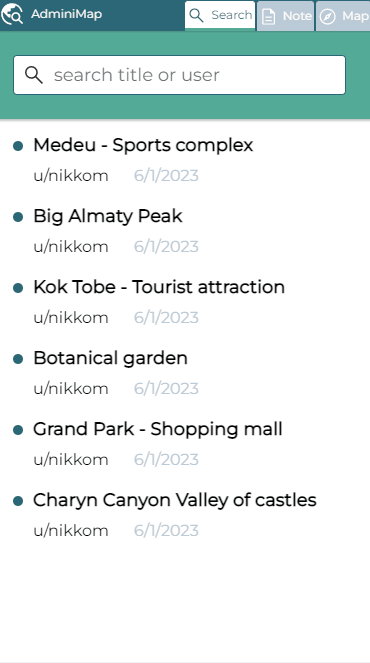 AdminiMap Search Note Map
search title or user
Medeu - Sports complex
u/nikkom 6/1/2023
Big Almaty Peak
u/nikkom 6/1/2023
Kok Tobe - Tourist attraction
u/nikkom 6/1/2023
Botanical garden
u/nikkom 6/1/2023
Grand Park - Shopping mall
u/nikkom 6/1/2023
Charyn Canyon Valley of castles
u/nikkom 6/1/2023